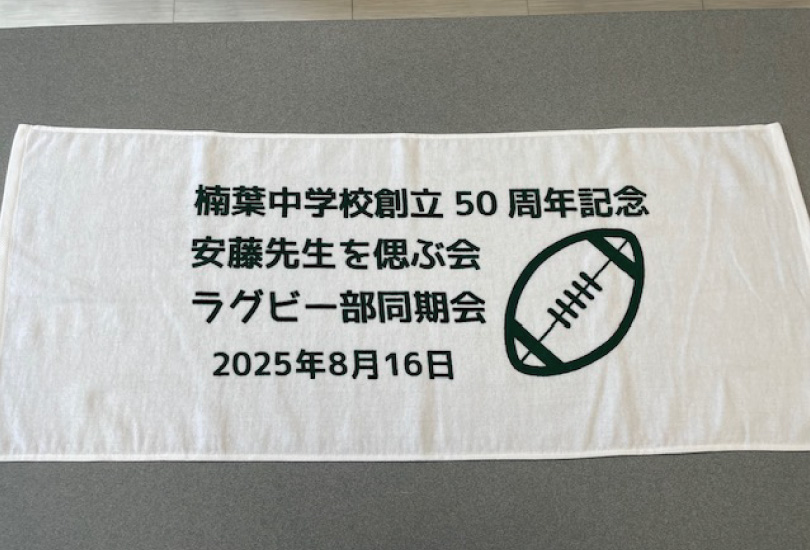 楠葉中学校創立 50 周年記念
安藤先生を偲ぶ会
ラグビー部同期会
2025年8月16日